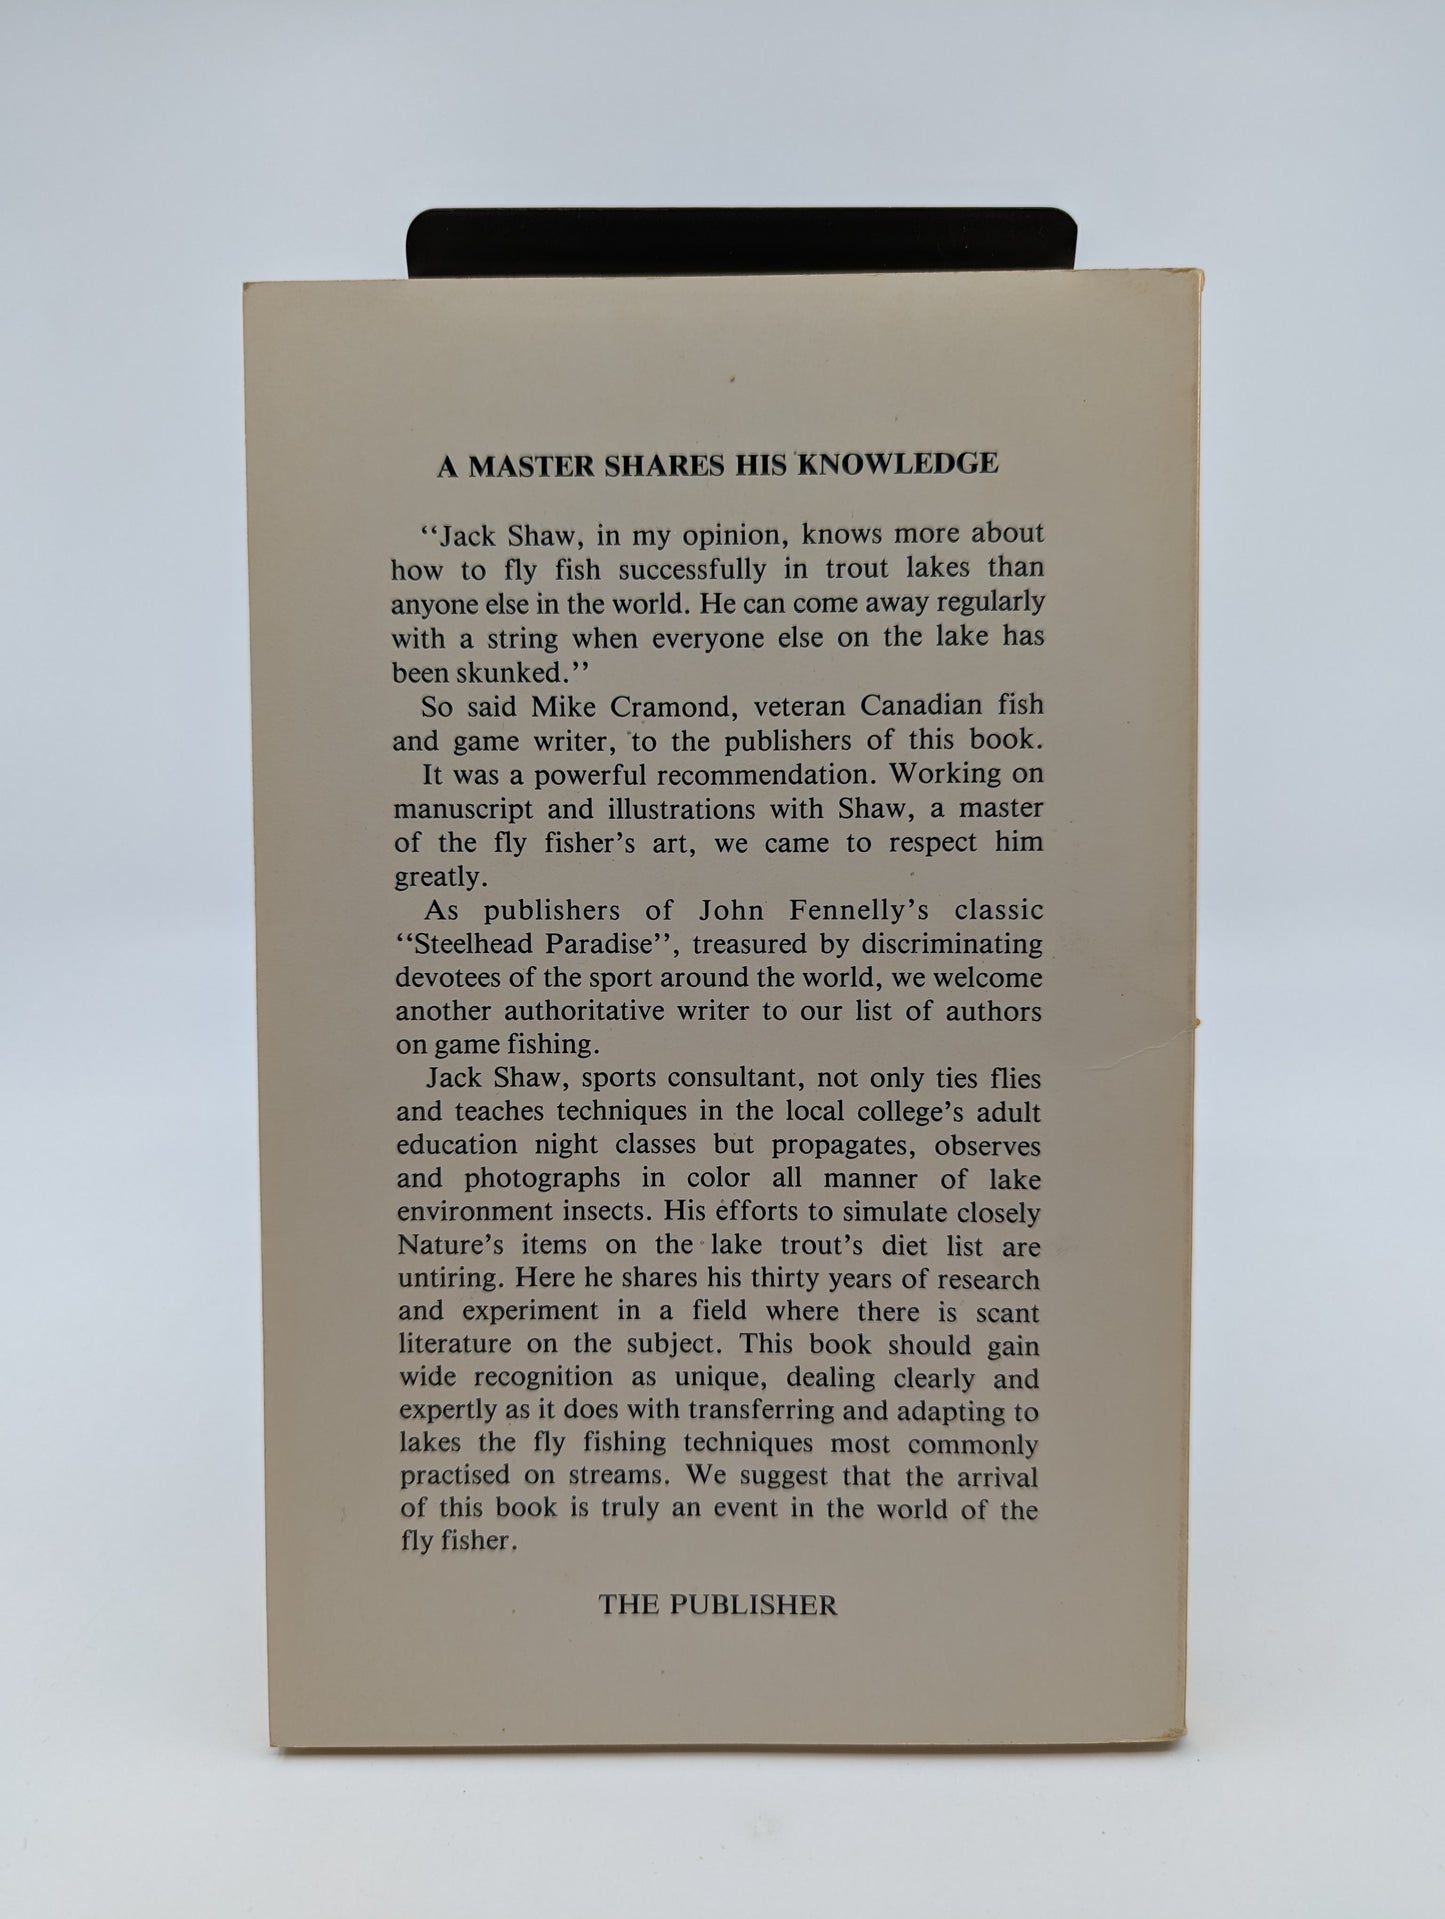 A MASTER SHARES HIS KNOWLEDGE
“Jack Shaw, in my opinion, knows more about
how to fly fish successfully in trout lakes than
anyone else in the world. He can come away regularly
with a string when everyone else on the lake has
been skunked.”
So said Mike Cramond, veteran Canadian fish
and game writer, to the publishers of this book.
It was a powerful recommendation. Working on
manuscript and illustrations with Shaw, a master
of the fly fisher’s art, we came to respect him
greatly.
As publishers of John Fennelly’s classic
“Steelhead Paradise”, treasured by discriminating
devotees of the sport around the world, we welcome
another authoritative writer to our list of authors
on game fishing.
Jack Shaw, sports consultant, not only ties flies
and teaches techniques in the local college’s adult
education night classes but propagates, observes
and photographs in color all manner of lake
environment insects. His efforts to simulate closely
Nature’s items on the lake trout’s diet list are
untiring. Here he shares his thirty years of research
and experiment in a field where there is scant
literature on the subject. This book should gain
wide recognition as unique, dealing clearly and
expertly as it does with transferring and adapting to
lakes the fly fishing techniques most commonly
practised on streams. We suggest that the arrival
of this book is truly an event in the world of the
fly fisher.
THE PUBLISHER